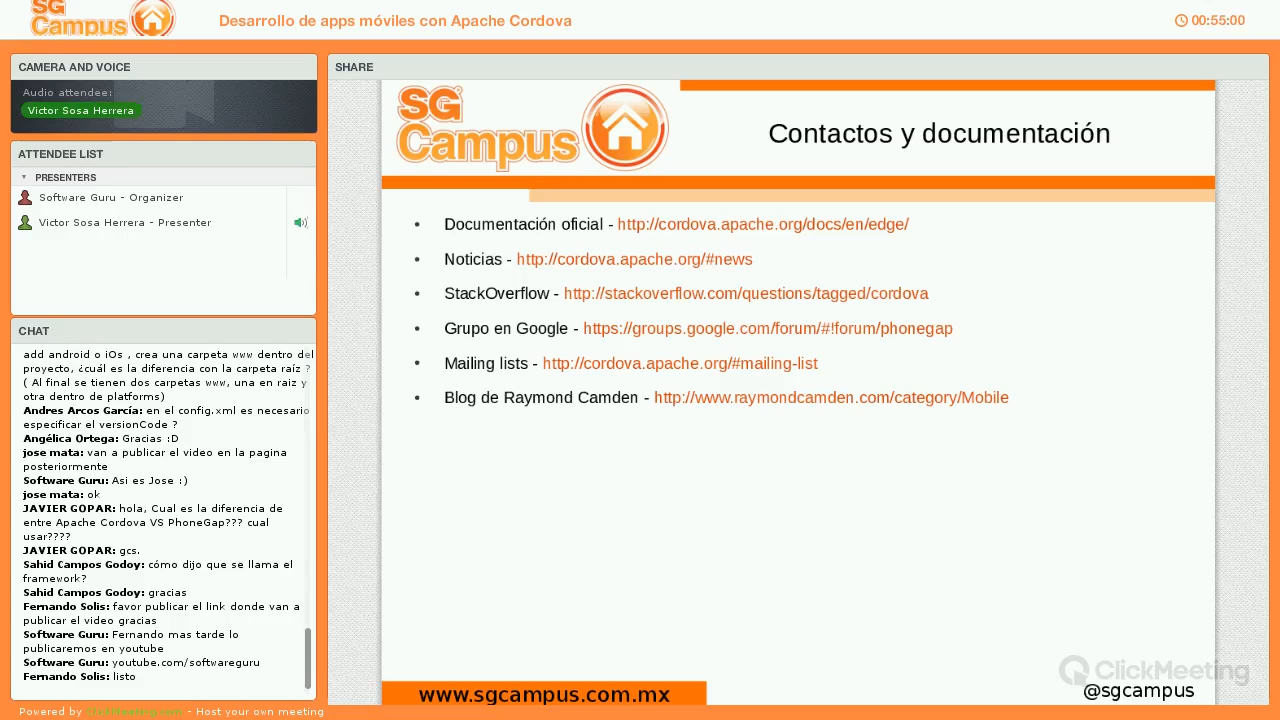 SG
Campus
Desarrollo de apps móviles con Apache Cordova
00:55:00
CAMERA AND VOICE
Audio attendee:
Victor Sosa Herrera
ATTENDEE LIST
PRESENTERS
Software Guru - Organizer
Victor Sosa Herrera - Presenter
CHAT
add android o iOs , crea una carpeta www dentro del
proyecto, ¿cuál es la diferencia con la carpeta raíz ?
( Al final se tienen dos carpetas www, una en raiz y
otra dentro de platforms)
Andres Arcos García: en el config.xml es necesario
especificar el versionCode ?
Angélica Ortega: Gracias :D
jose mata: van a publicar el video en la pagina
posteriormente
Software Guru: Asi es Jose :)
jose mata: ok
JAVIER GOPAR: hola, Cual es la diferencia de
entre Apache Cordova VS PhoneGap??? cual
usar????
JAVIER GOPAR: gcs.
Sahid Campos Godoy: cómo dijo que se llama el
framework?
Sahid Campos Godoy: gracias
Fernando Solis: favor publicar el link donde van a
publicar el video gracias
Software Guru: Fernando mas tarde lo
publicaremos en youtube
Software Guru: youtube.com/softwareguru
Fernando Solis: listo
Powered by ClickMeeting.com - Host your own meeting
SHARE
SG
Campus
Contactos y documentación
• Documentación oficial - http://cordova.apache.org/docs/en/edge/
• Noticias - http://cordova.apache.org/#news
• StackOverflow - http://stackoverflow.com/questions/tagged/cordova
• Grupo en Google - https://groups.google.com/forum/#!forum/phonegap
• Mailing lists - http://cordova.apache.org/#mailing-list
• Blog de Raymond Camden - http://www.raymondcamden.com/category/Mobile
www.sgcampus.com.mx
ClickMeeting
@sgcampus